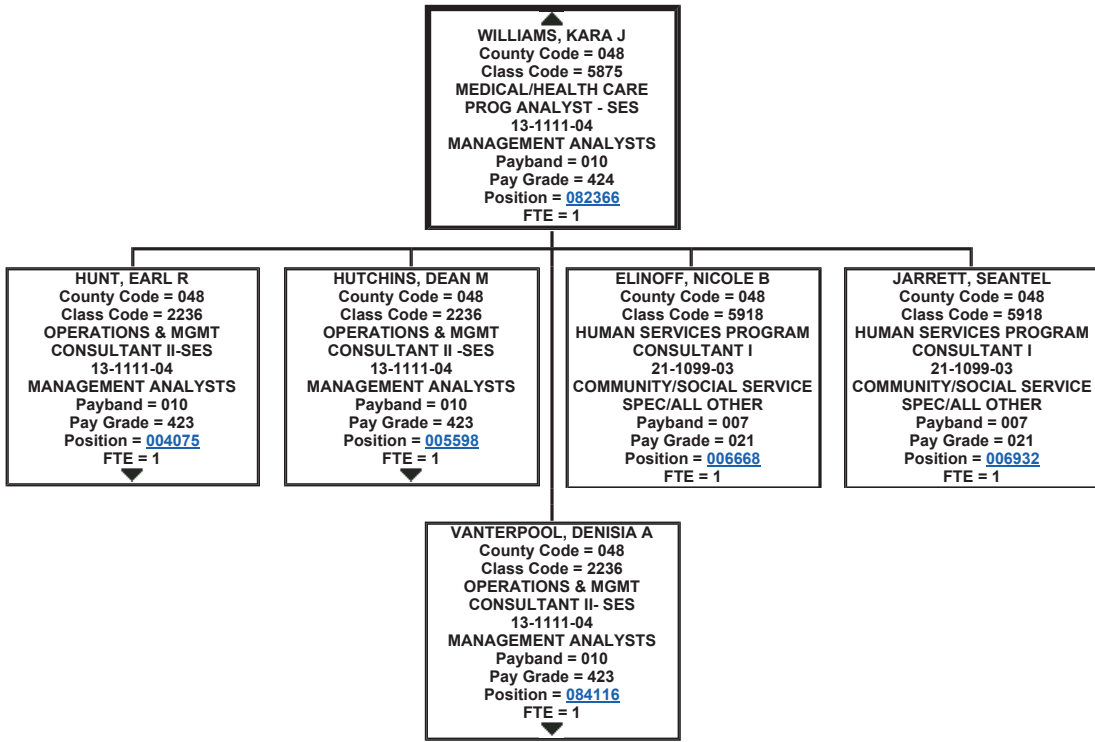 WILLIAMS, KARA J
County Code = 048
Class Code = 5875
MEDICAL/HEALTH CARE
PROG ANALYST - SES
13-1111-04
MANAGEMENT ANALYSTS
Payband = 010
Pay Grade = 424
Position = 082366
FTE = 1
HUNT, EARL R
County Code = 048
Class Code = 2236
OPERATIONS & MGMT
CONSULTANT II-SES
13-1111-04
MANAGEMENT ANALYSTS
Payband = 010
Pay Grade = 423
Position = 004075
FTE = 1
HUTCHINS, DEAN M
County Code = 048
Class Code = 2236
OPERATIONS & MGMT
CONSULTANT II -SES
13-1111-04
MANAGEMENT ANALYSTS
Payband = 010
Pay Grade = 423
Position = 005598
FTE = 1
ELINOFF, NICOLE B
County Code = 048
Class Code = 5918
HUMAN SERVICES PROGRAM
CONSULTANT I
21-1099-03
COMMUNITY/SOCIAL SERVICE
SPEC/ALL OTHER
Payband = 007
Pay Grade = 021
Position = 006668
FTE = 1
JARRETT, SEANTEL
County Code = 048
Class Code = 5918
HUMAN SERVICES PROGRAM
CONSULTANT I
21-1099-03
COMMUNITY/SOCIAL SERVICE
SPEC/ALL OTHER
Payband = 007
Pay Grade = 021
Position = 006932
FTE = 1
VANTERPOOL, DENISIA A
County Code = 048
Class Code = 2236
OPERATIONS & MGMT
CONSULTANT II- SES
13-1111-04
MANAGEMENT ANALYSTS
Payband = 010
Pay Grade = 423
Position = 084116
FTE = 1